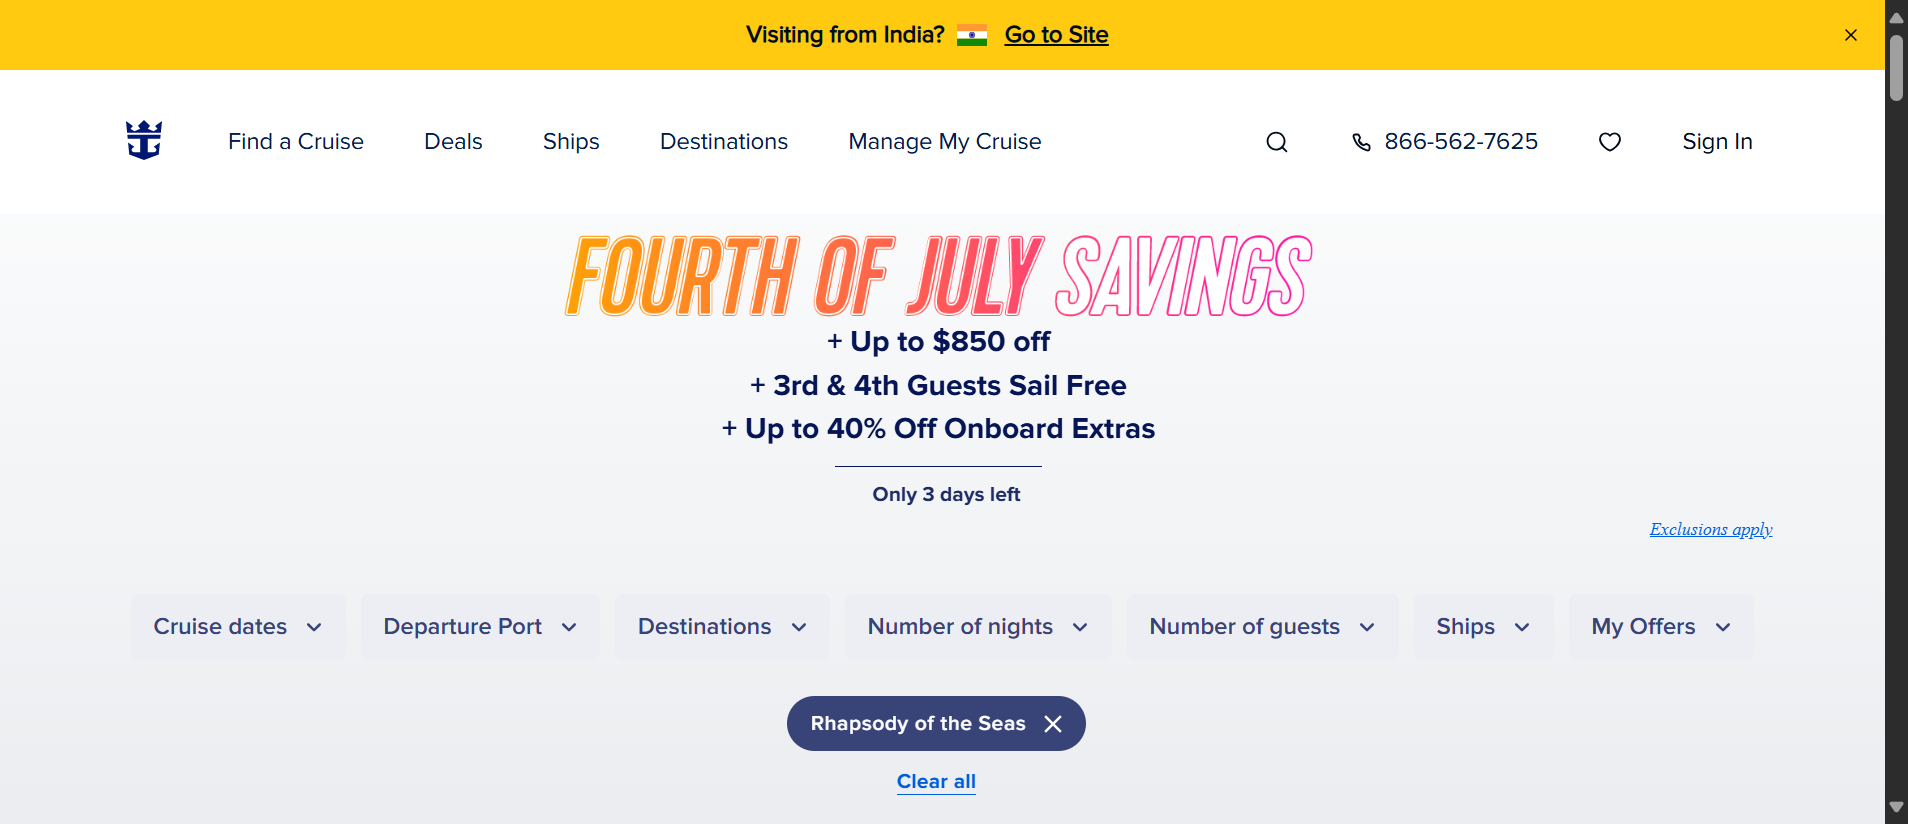 Visiting from India? Go to Site
Find a Cruise Deals Ships Destinations Manage My Cruise 866-562-7625 Sign In
FOURTH OF JULY SAVINGS
+ Up to $850 off
+ 3rd & 4th Guests Sail Free
+ Up to 40% Off Onboard Extras
Only 3 days left
Exclusions apply
Cruise dates Departure Port Destinations Number of nights Number of guests Ships My Offers
Rhapsody of the Seas
Clear all